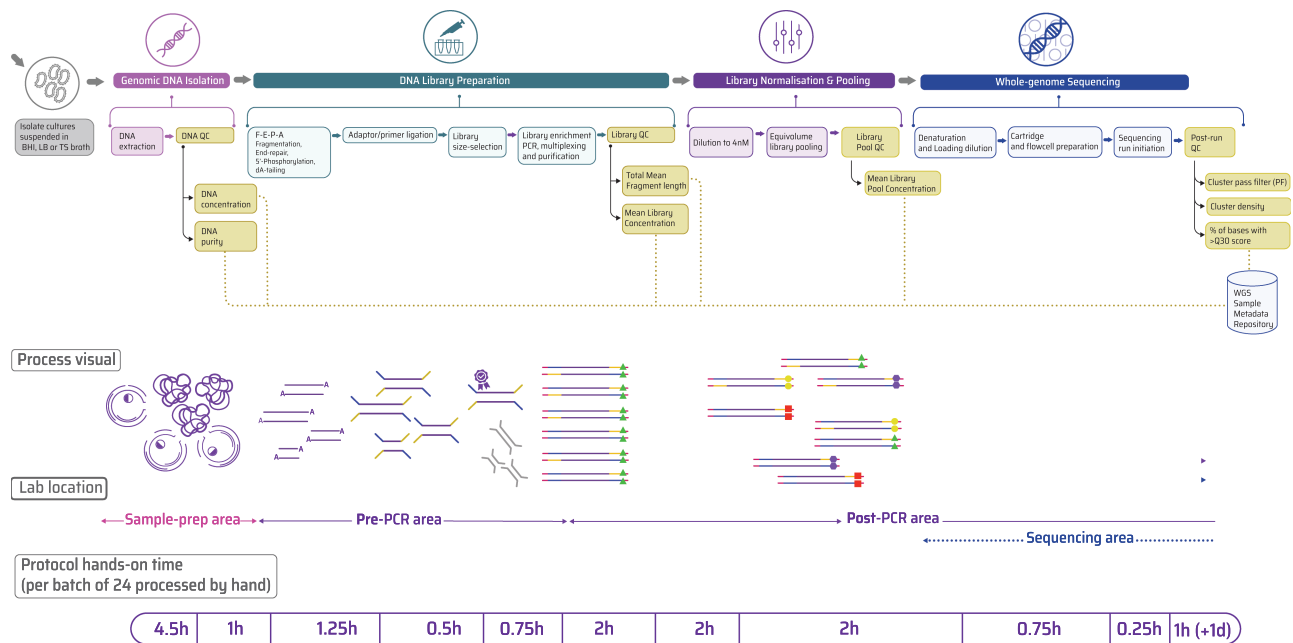 Genomic DNA Isolation
DNA Library Preparation
Library Normalisation & Pooling
Whole-genome Sequencing
Isolate cultures
suspended in
BHI, LB or TS broth
DNA
extraction
DNA QC
F-E-P-A
Fragmentation,
End-repair,
5'-Phosphorylation,
dA-tailing
Adaptor/primer ligation
Library
size-selection
Library enrichment
PCR, multiplexing
and purification
Library QC
Dilution to 4nM
Equivolume
library pooling
Library
Pool QC
Denaturation
and Loading dilution
Cartridge
and flowcell preparation
Sequencing
run initiation
Post-run
QC
DNA
concentration
DNA
purity
Total Mean
Fragment length
Mean Library
Concentration
Mean Library
Pool Concentration
Cluster pass filter (PF)
Cluster density
% of bases with
>Q30 score
WGS
Sample
Metadata
Repository
Process visual
A
A
A
A
A
A
Lab location
Sample-prep area
Pre-PCR area
Post-PCR area
Sequencing area
Protocol hands-on time
(per batch of 24 processed by hand)
4.5h
1h
1.25h
0.5h
0.75h
2h
2h
2h
0.75h
0.25h
1h (+1d)